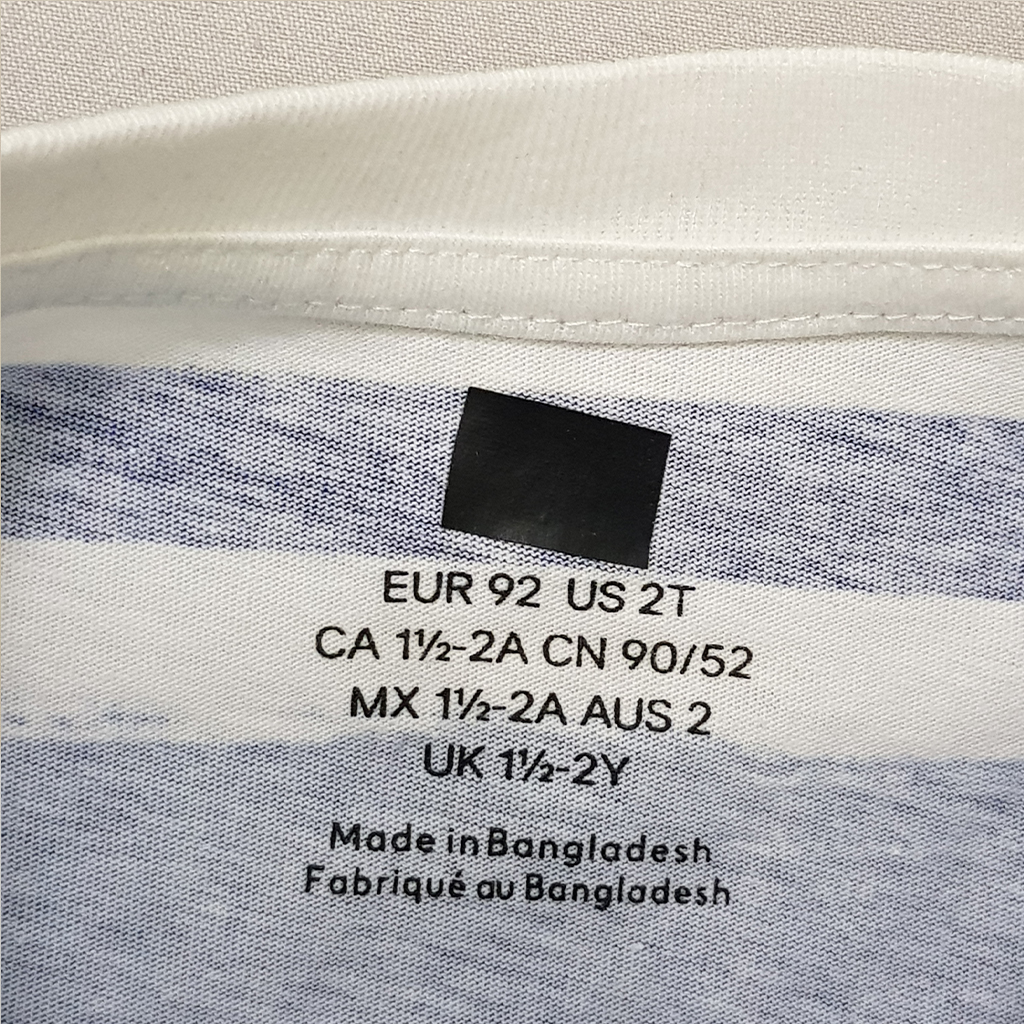 EUR 92 US 2T
CA 1½-2A CN 90/52
MX 1½-2A AUS 2
UK 1½-2Y
Made in Bangladesh
Fabriqué au Bangladesh